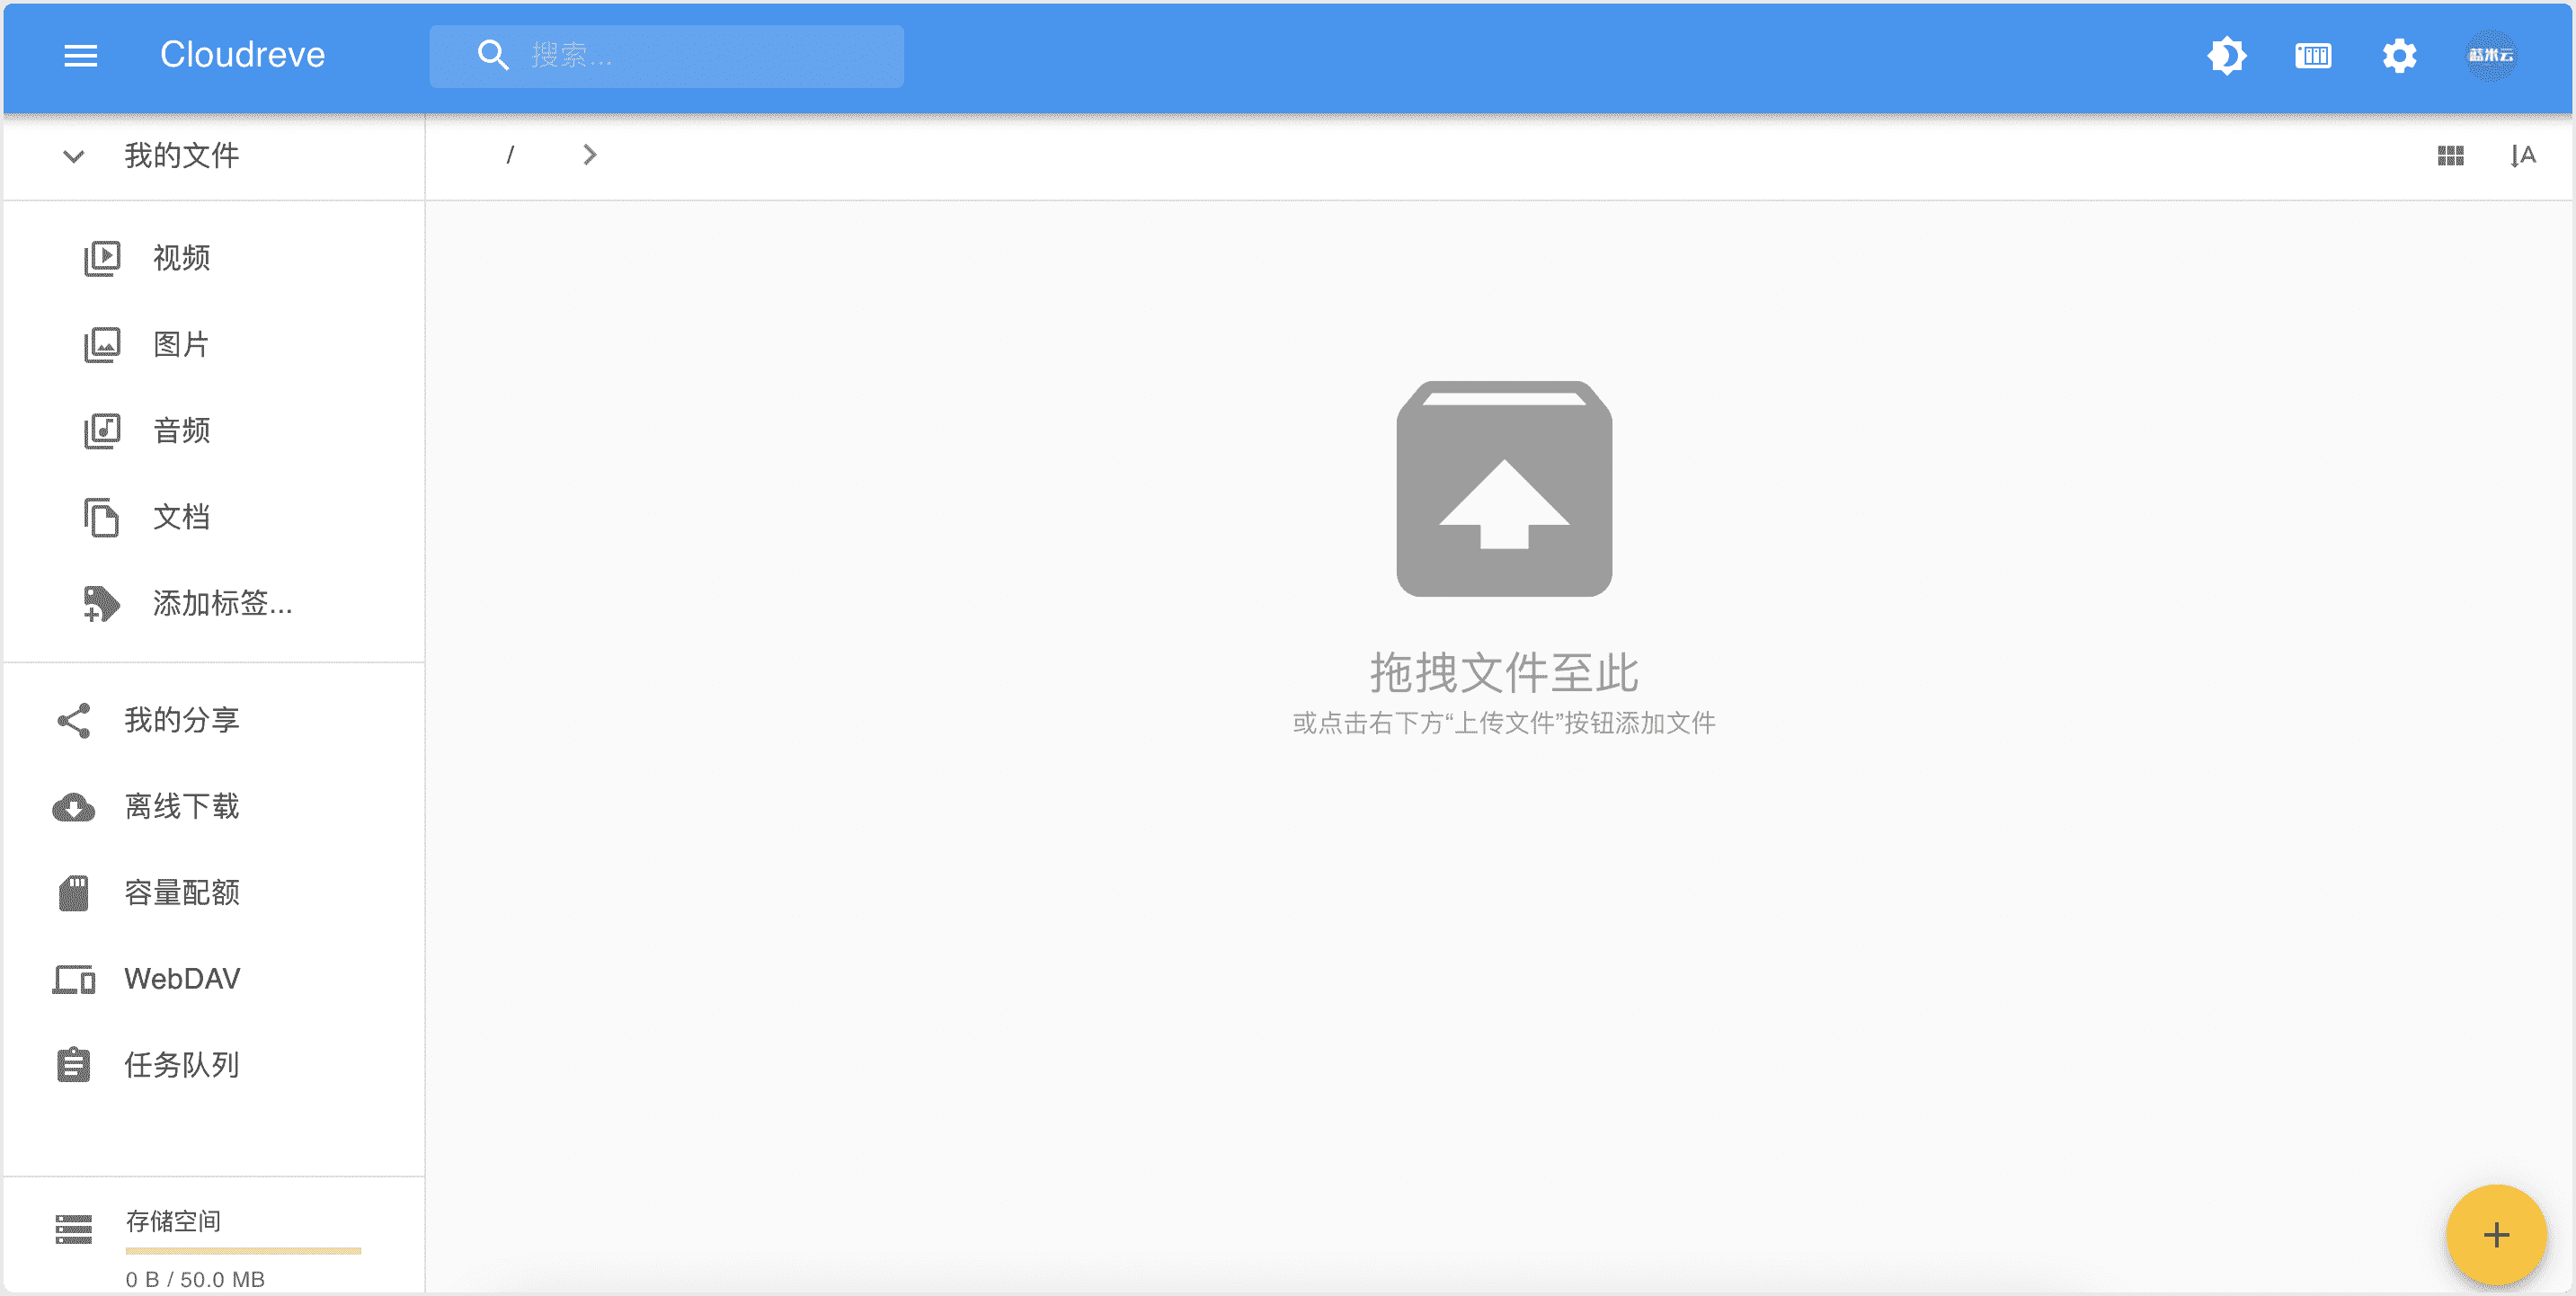 Cloudreve
搜索...
蓝米云
我的文件
/
A
视频
图片
音频
文档
添加标签...
我的分享
离线下载
容量配额
WebDAV
任务队列
存储空间
0 B / 50.0 MB
拖拽文件至此
或点击右下方“上传文件”按钮添加文件